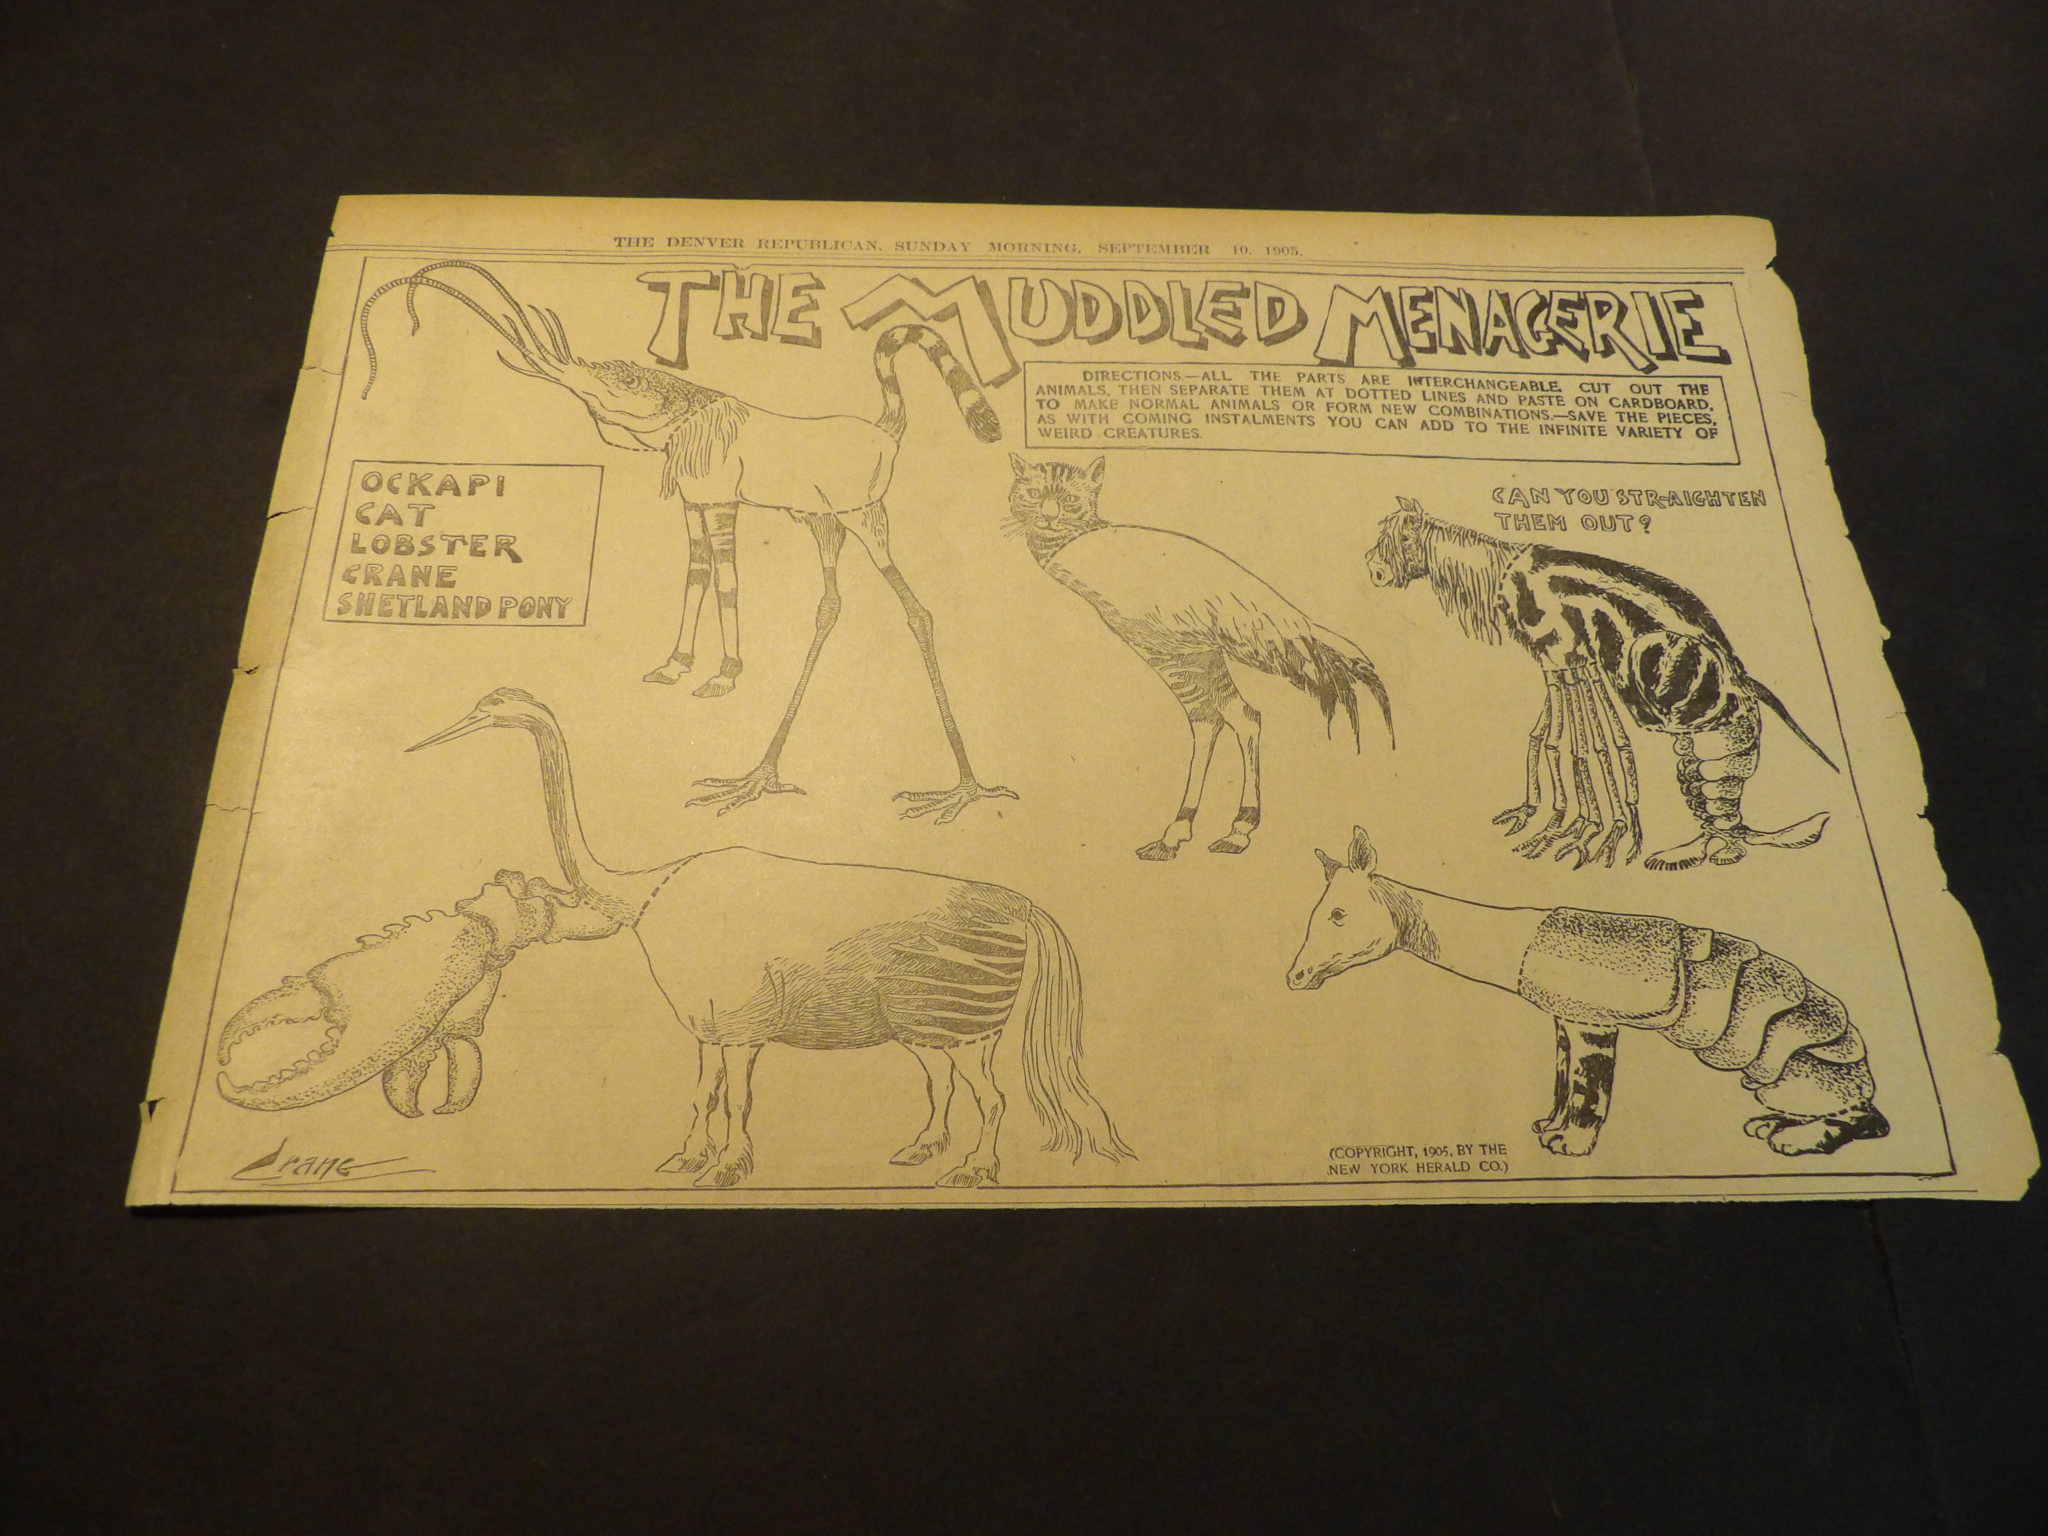 THE DENVER REPUBLICAN. SUNDAY MORNING. SEPTEMBER 10, 1905.
THE MUDDLED MENAGERIE
DIRECTIONS.—ALL THE PARTS ARE INTERCHANGEABLE. CUT OUT THE
ANIMALS, THEN SEPARATE THEM AT DOTTED LINES AND PASTE ON CARDBOARD,
TO MAKE NORMAL ANIMALS OR FORM NEW COMBINATIONS.—SAVE THE PIECES,
AS WITH COMING INSTALMENTS YOU CAN ADD TO THE INFINITE VARIETY OF
WEIRD CREATURES.
OCKAPI
CAT
LOBSTER
CRANE
SHETLAND PONY
CAN YOU STRAIGHTEN
THEM OUT?
Crane
(COPYRIGHT, 1905, BY THE
NEW YORK HERALD CO.)